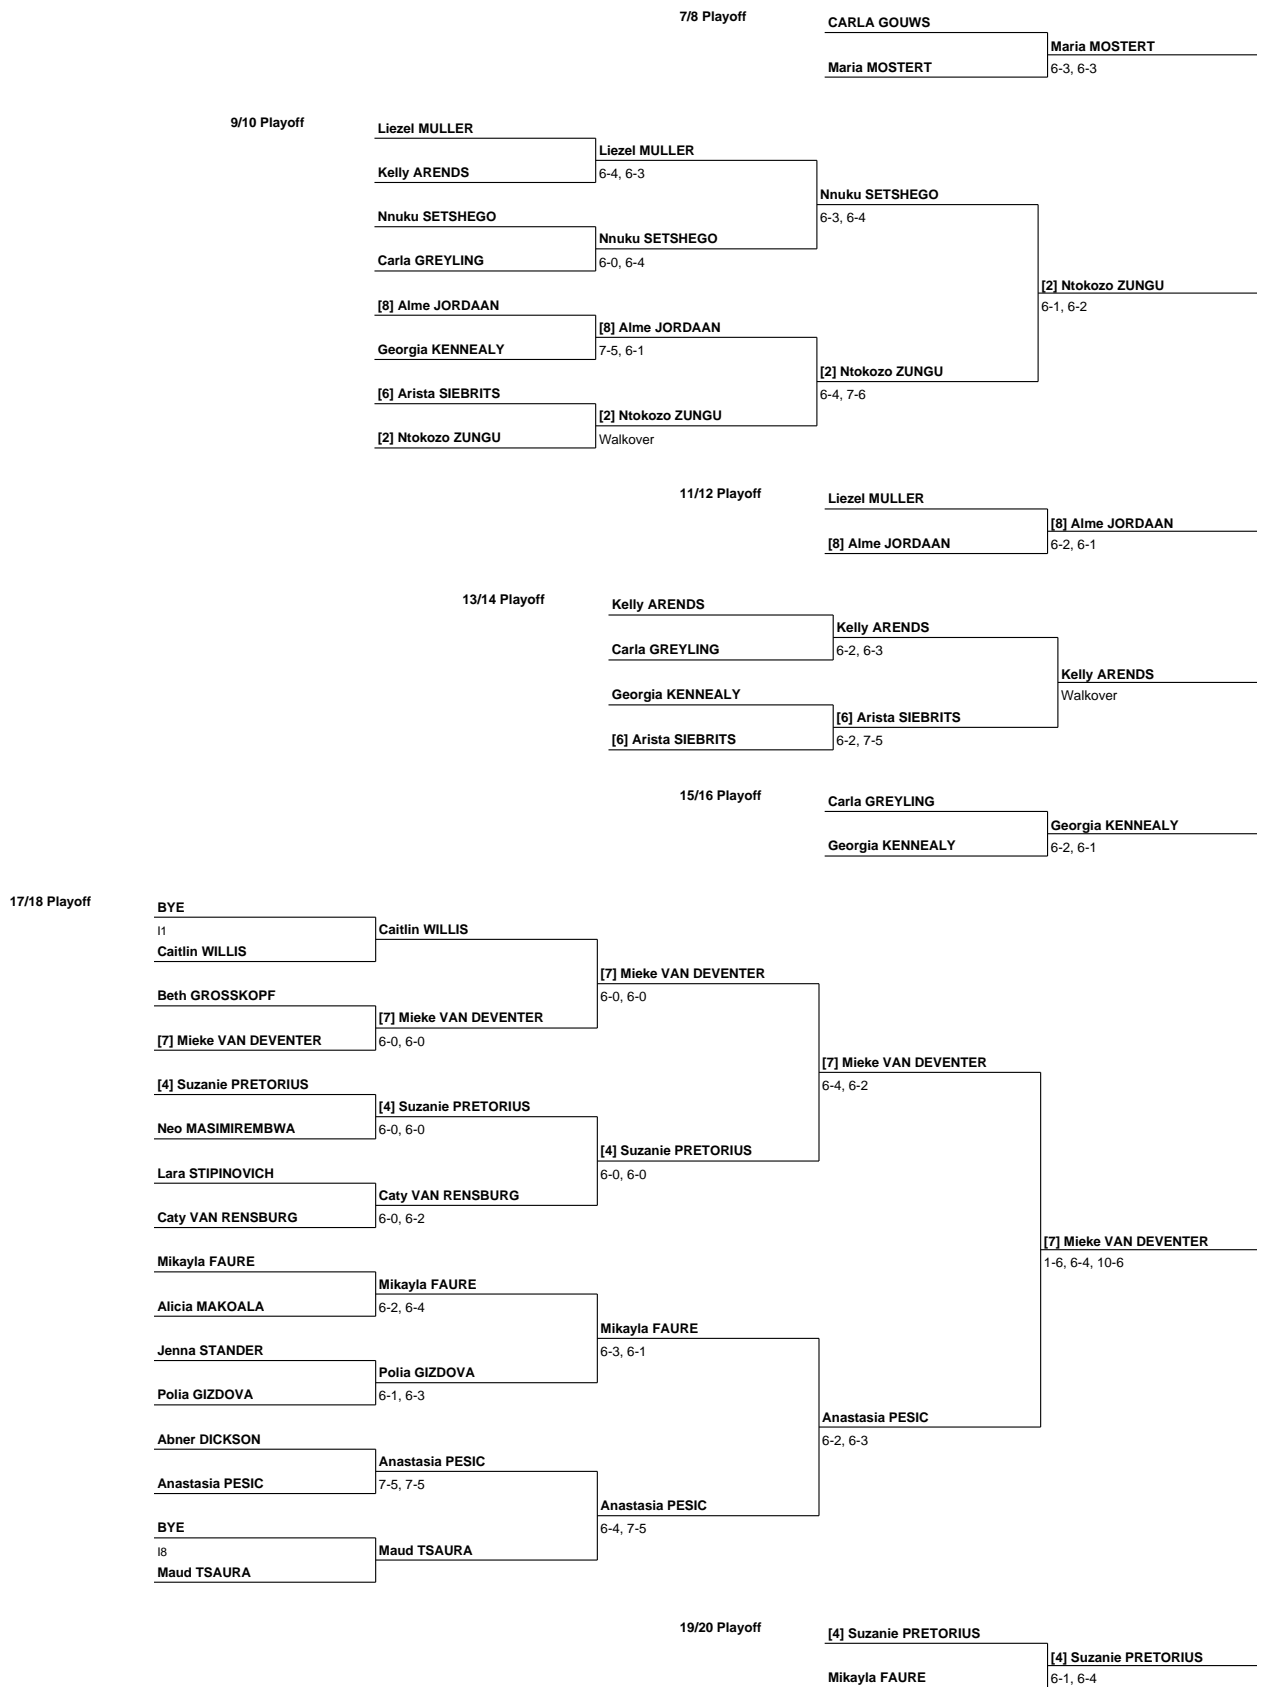 7/8 Playoff
CARLA GOUWS
Maria MOSTERT
Maria MOSTERT
6-3, 6-3
9/10 Playoff
Liezel MULLER
Liezel MULLER
Kelly ARENDS
6-4, 6-3
Nnuku SETSHEGO
Nnuku SETSHEGO
6-3, 6-4
Nnuku SETSHEGO
Carla GREYLING
6-0, 6-4
[2] Ntokozo ZUNGU
6-1, 6-2
[8] Alme JORDAAN
[8] Alme JORDAAN
Georgia KENNEALY
7-5, 6-1
[2] Ntokozo ZUNGU
6-4, 7-6
[6] Arista SIEBRITS
[2] Ntokozo ZUNGU
[2] Ntokozo ZUNGU
Walkover
11/12 Playoff
Liezel MULLER
[8] Alme JORDAAN
[8] Alme JORDAAN
6-2, 6-1
13/14 Playoff
Kelly ARENDS
Kelly ARENDS
Carla GREYLING
6-2, 6-3
Kelly ARENDS
Walkover
Georgia KENNEALY
[6] Arista SIEBRITS
[6] Arista SIEBRITS
6-2, 7-5
15/16 Playoff
Carla GREYLING
Georgia KENNEALY
Georgia KENNEALY
6-2, 6-1
17/18 Playoff
BYE
I1
Caitlin WILLIS
Caitlin WILLIS
[7] Mieke VAN DEVENTER
6-0, 6-0
Beth GROSSKOPF
[7] Mieke VAN DEVENTER
[7] Mieke VAN DEVENTER
6-0, 6-0
[7] Mieke VAN DEVENTER
6-4, 6-2
[4] Suzanie PRETORIUS
[4] Suzanie PRETORIUS
Neo MASIMIREMBWA
6-0, 6-0
[4] Suzanie PRETORIUS
6-0, 6-0
Lara STIPINOVICH
Caty VAN RENSBURG
Caty VAN RENSBURG
6-0, 6-2
[7] Mieke VAN DEVENTER
1-6, 6-4, 10-6
Mikayla FAURE
Mikayla FAURE
Alicia MAKOALA
6-2, 6-4
Mikayla FAURE
6-3, 6-1
Jenna STANDER
Polia GIZDOVA
Polia GIZDOVA
6-1, 6-3
Anastasia PESIC
6-2, 6-3
Abner DICKSON
Anastasia PESIC
Anastasia PESIC
7-5, 7-5
Anastasia PESIC
6-4, 7-5
BYE
I8
Maud TSAURA
Maud TSAURA
19/20 Playoff
[4] Suzanie PRETORIUS
[4] Suzanie PRETORIUS
Mikayla FAURE
6-1, 6-4